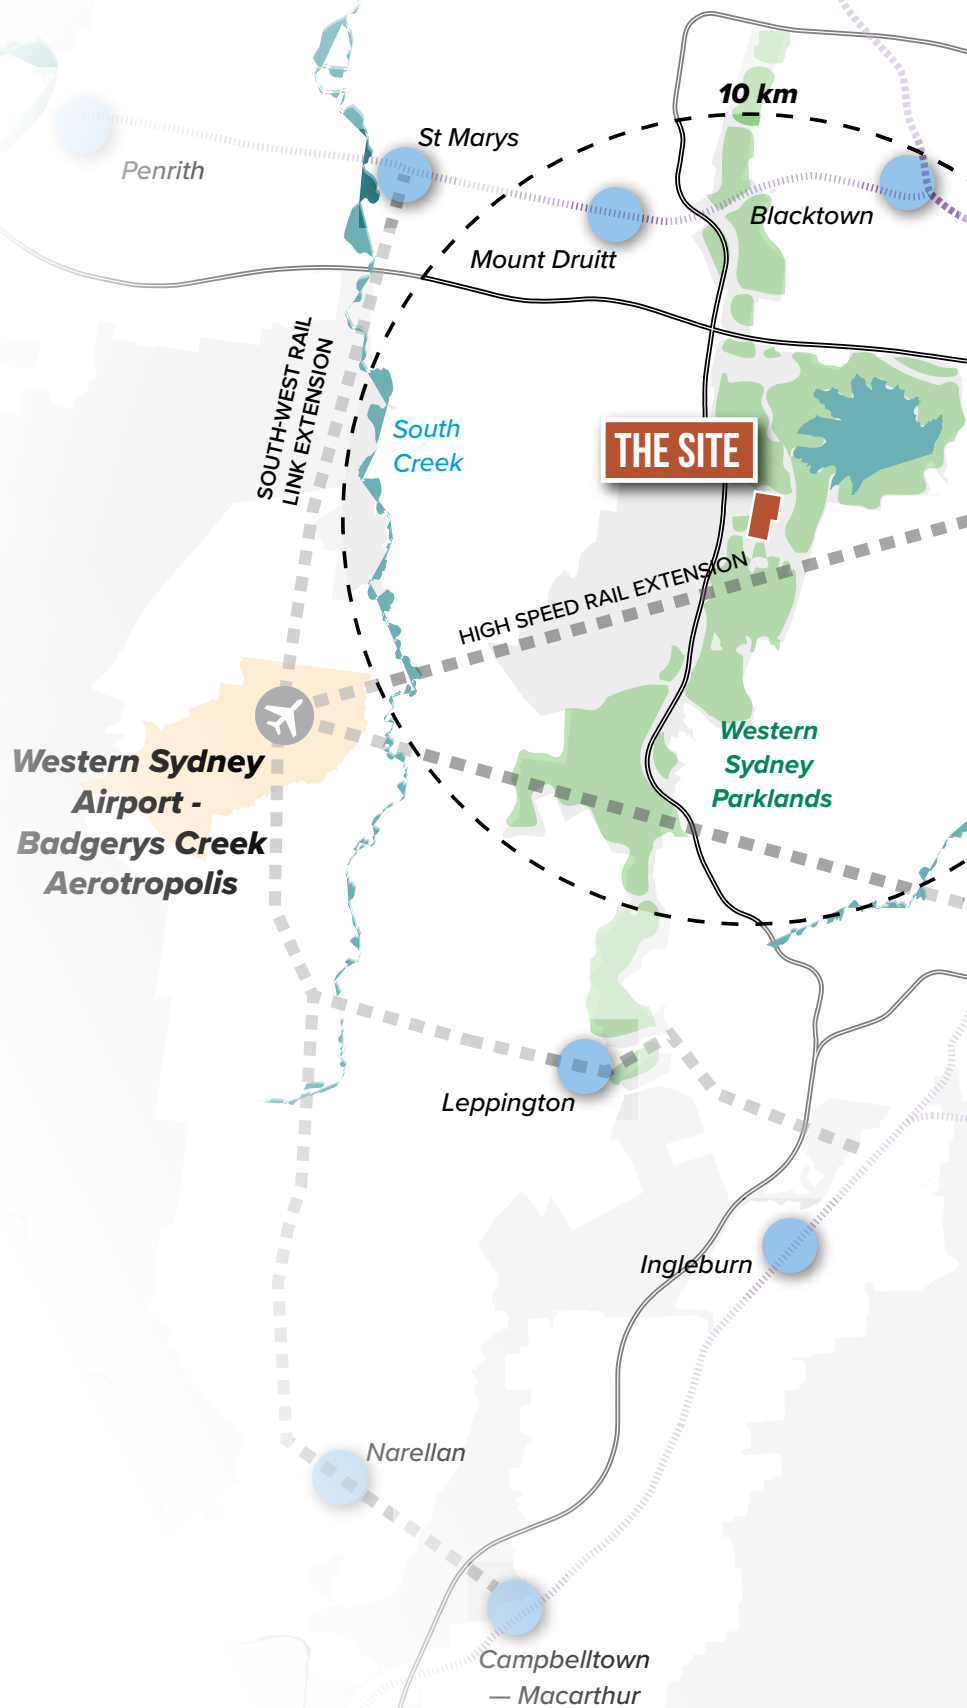 10 km
St Marys
Penrith
Blacktown
Mount Druitt
SOUTH-WEST RAIL
LINK EXTENSION
South
Creek
THE SITE
HIGH SPEED RAIL EXTENSION
Western
Sydney
Parklands
Western Sydney
Airport -
Badgerys Creek
Aerotropolis
Leppington
Ingleburn
Narellan
Campbelltown
— Macarthur